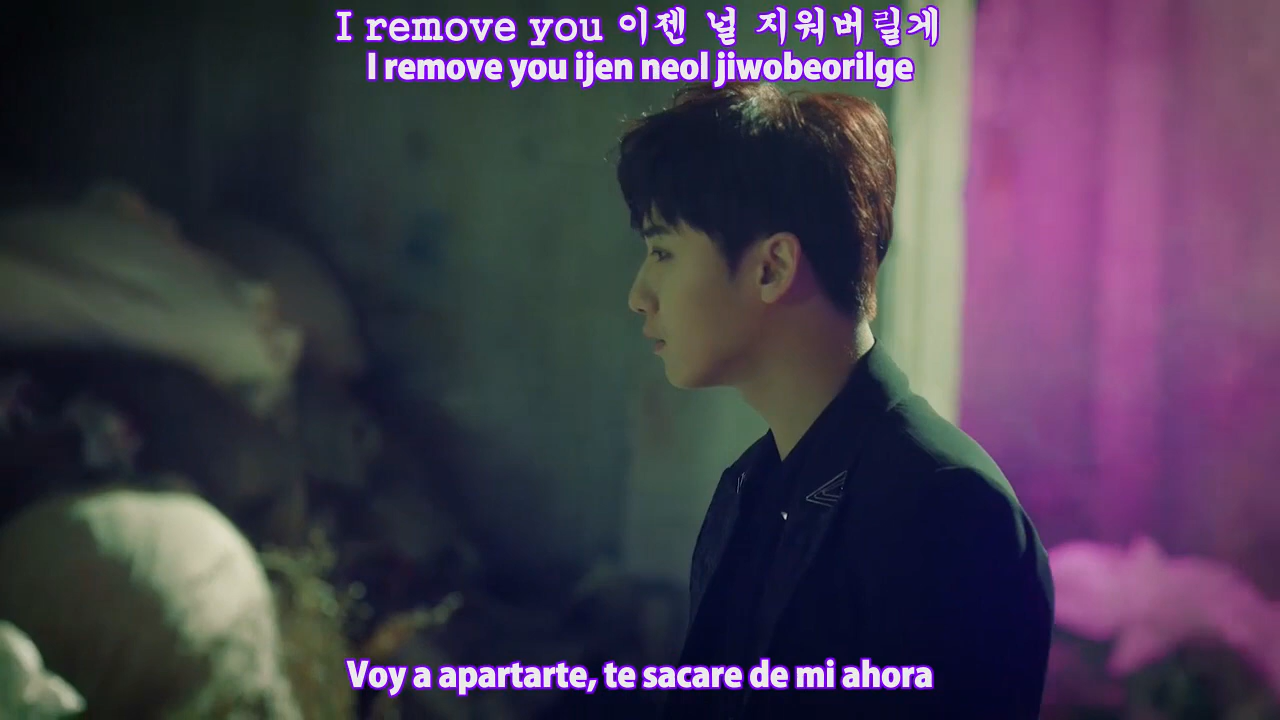 I remove you 이젠 널 지워버릴게
I remove you ijen neol jiwobeorilge
Voy a apartarte, te sacare de mi ahora